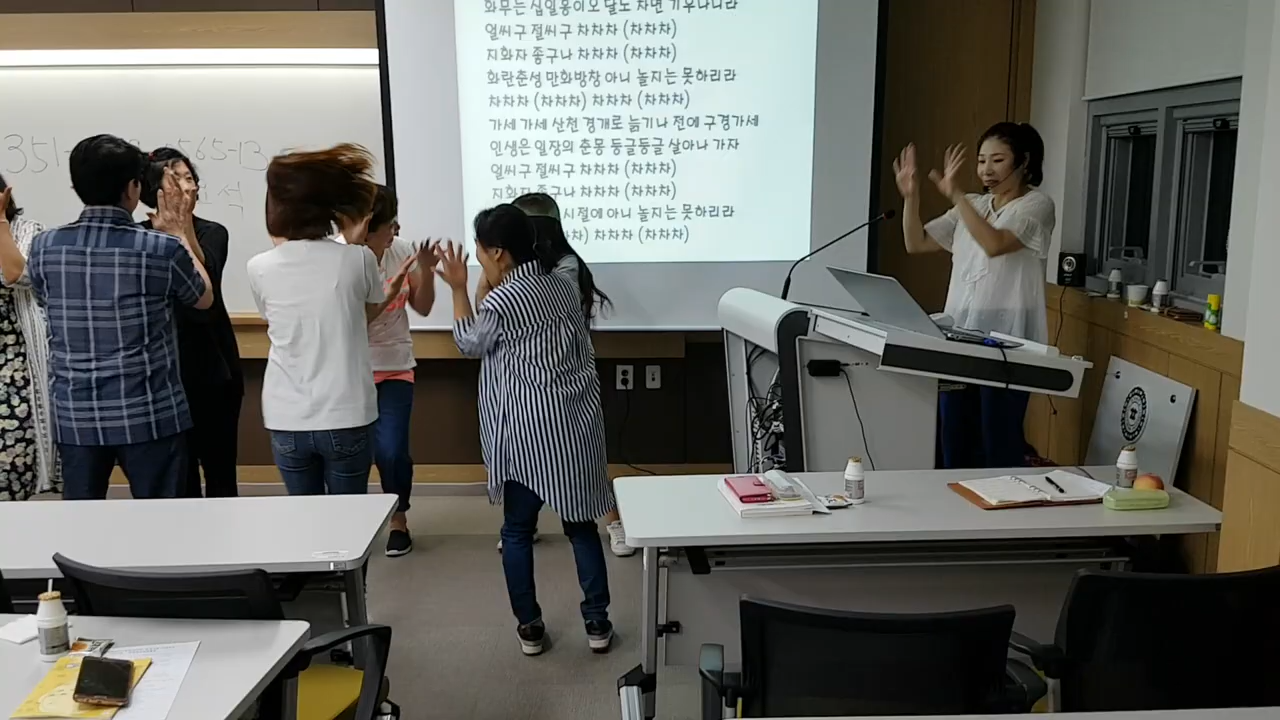 화무는 십일홍이요 달도 차면 기우나니라
얼씨구 절씨구 차차차 (차차차)
지화자 좋구나 차차차 (차차차)
화란춘성 만화방창 아니 놀지는 못하리라
차차차 (차차차) 차차차 (차차차)
가세 가세 산천 경개로 늙기나 전에 구경가세
인생은 일장의 춘몽 둥글둥글 살아나 가자
얼씨구 절씨구 차차차 (차차차)
지화자 좋구나 차차차 (차차차)
시절에 아니 놀지는 못하리라
차차차 (차차차)
351-
565-13
석